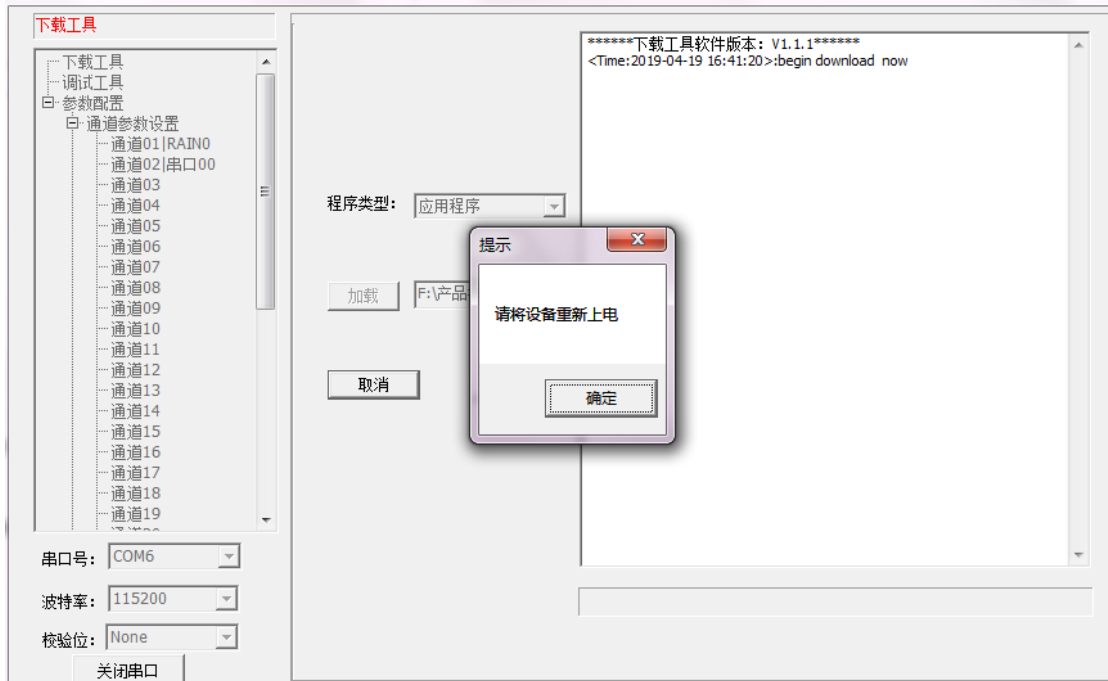 下载工具
下载工具
调试工具
参数配置
通道参数设置
通道01|RAIN0
通道02|串口00
通道03
通道04
通道05
通道06
通道07
通道08
通道09
通道10
通道11
通道12
通道13
通道14
通道15
通道16
通道17
通道18
通道19
串口号：
COM6
波特率：
115200
校验位：
None
关闭串口
程序类型：
应用程序
加载
F:\产品
取消
******下载工具软件版本：V1.1.1******
<Time:2019-04-19 16:41:20>:begin download  now
提示
请将设备重新上电
确定